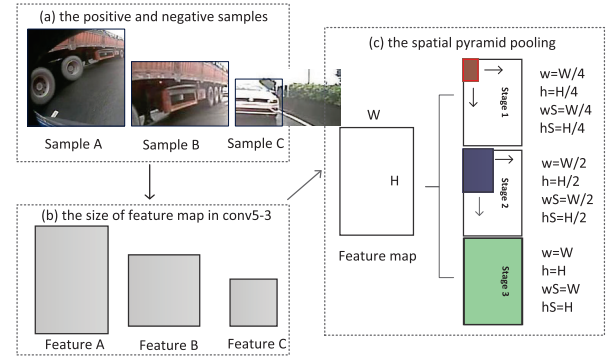 (a) the positive and negative samples
Sample A
Sample B
Sample C
(b) the size of feature map in conv5-3
Feature A
Feature B
Feature C
(c) the spatial pyramid pooling
W
H
Feature map
Stage 1
w=W/4
h=H/4
wS=W/4
hS=H/4
Stage 2
w=W/2
h=H/2
wS=W/2
hS=H/2
Stage 3
w=W
h=H
wS=W
hS=H